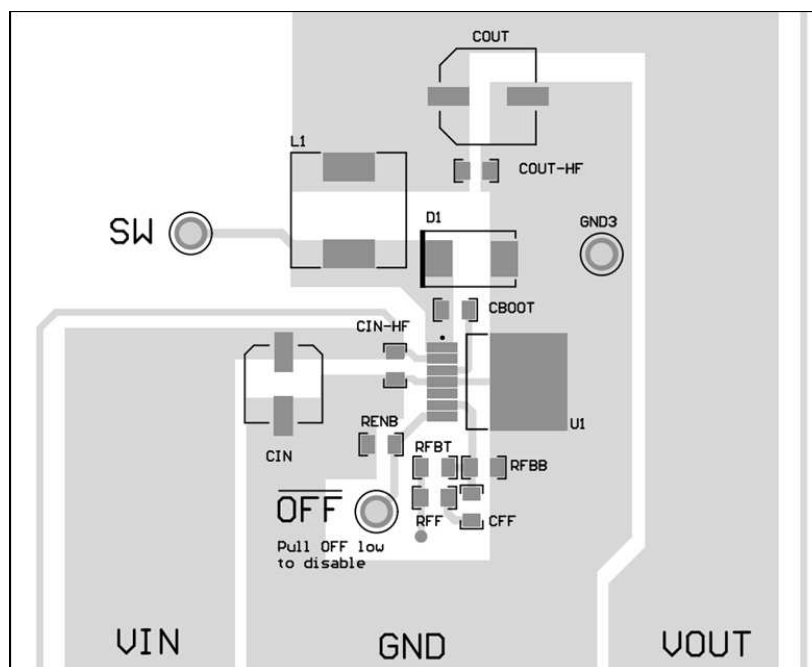 COUT
L1
COUT-HF
SW
D1
GND3
CBOOT
CIN-HF
U1
RENB
CIN
RFBT
RFBB
OFF
RFF
CFF
Pull OFF low
to disable
VIN
GND
VOUT